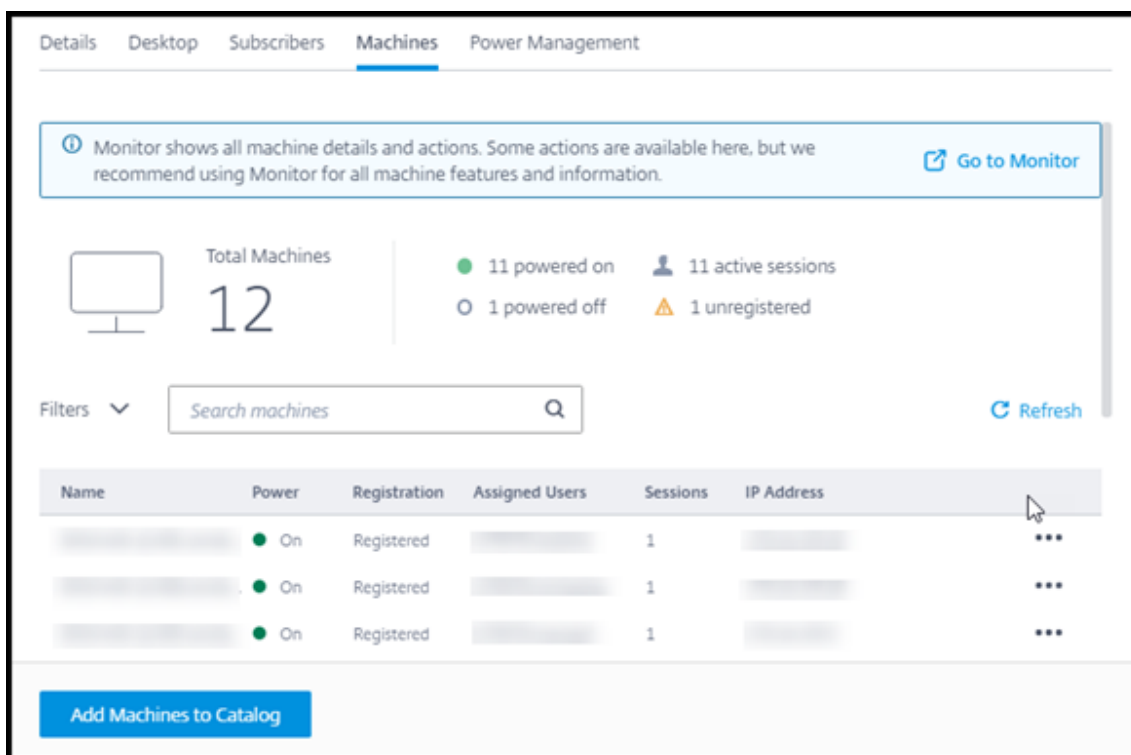 Details Desktop Subscribers Machines Power Management
Monitor shows all machine details and actions. Some actions are available here, but we
recommend using Monitor for all machine features and information.
Go to Monitor
Total Machines
12
11 powered on 11 active sessions
1 powered off 1 unregistered
Filters Search machines Refresh
Name Power Registration Assigned Users Sessions IP Address
On Registered 1
On Registered 1
On Registered 1
Add Machines to Catalog